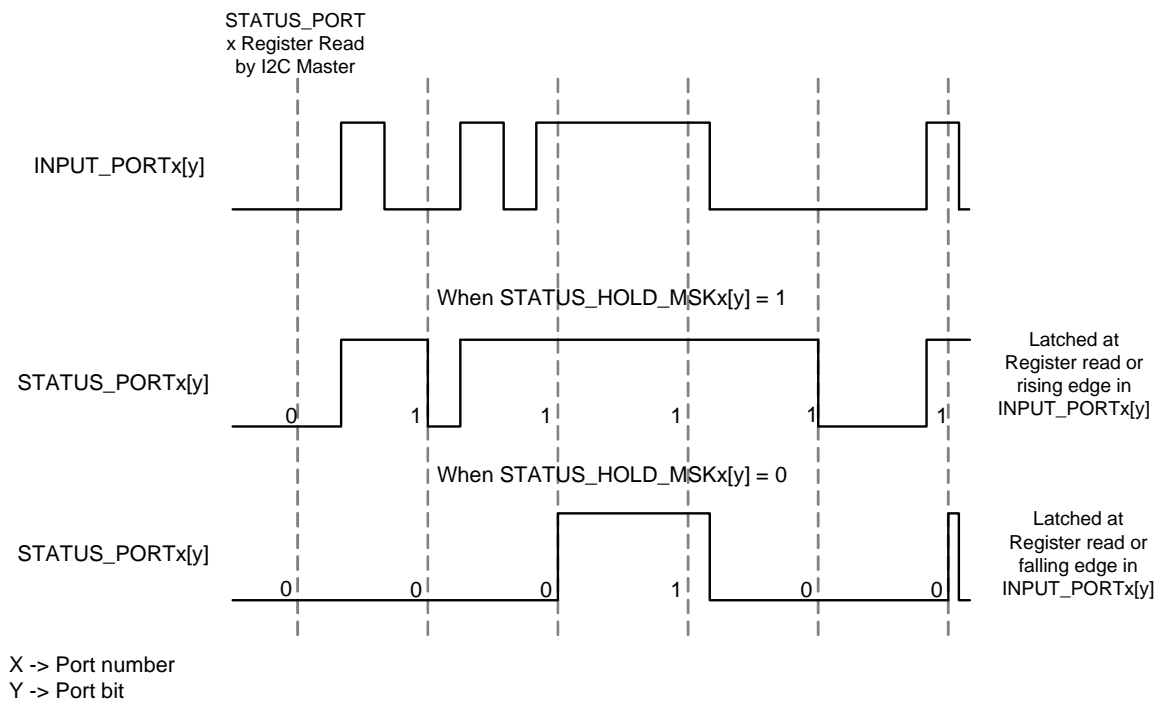 STATUS_PORT
x Register Read
by I2C Master
INPUT_PORTx[y]
When STATUS_HOLD_MSKx[y] = 1
STATUS_PORTx[y]
0 1 1 1 1 1
Latched at
Register read or
rising edge in
INPUT_PORTx[y]
When STATUS_HOLD_MSKx[y] = 0
STATUS_PORTx[y]
0 0 0 1 0 0
Latched at
Register read or
falling edge in
INPUT_PORTx[y]
X -> Port number
Y -> Port bit